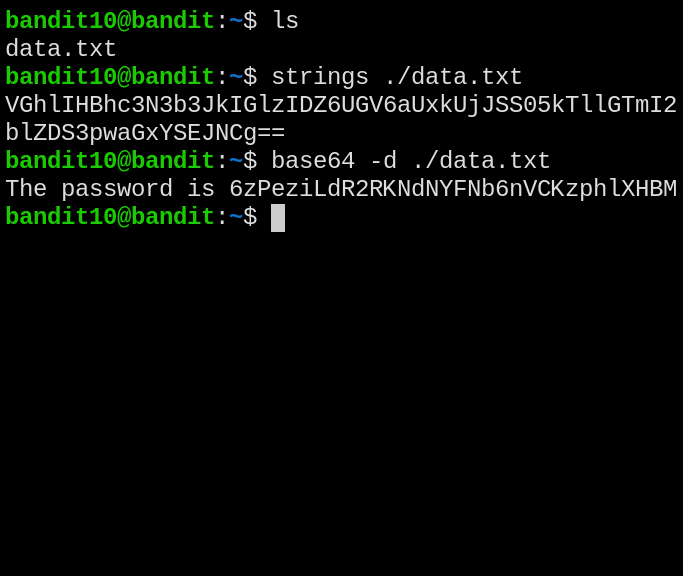 bandit10@bandit:~$ ls
data.txt
bandit10@bandit:~$ strings ./data.txt
VGhlIHBhc3N3b3JkIGlzIDZ6UGV6aUxkUjJSS05kTllGTmI2
blZDS3pwaGxYSEJNCg==
bandit10@bandit:~$ base64 -d ./data.txt
The password is 6zPeziLdR2RKNdNYFNb6nVCKzphlXHBM
bandit10@bandit:~$